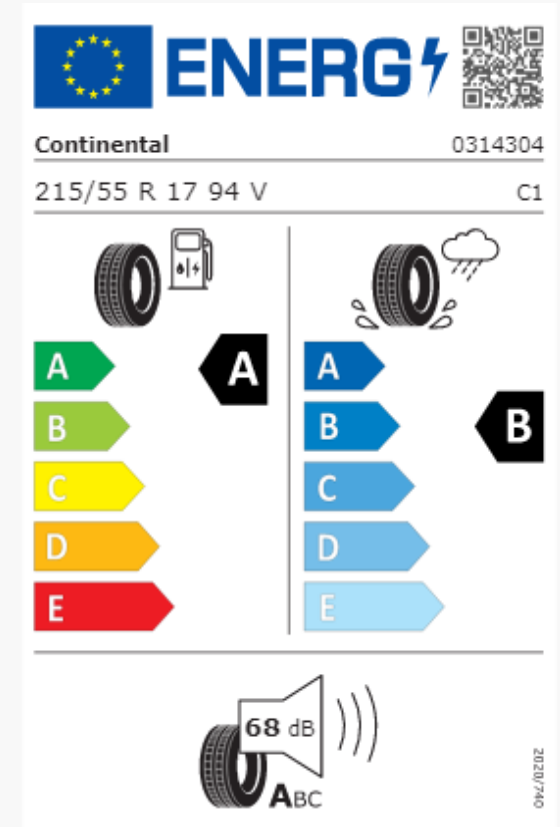 ENERG
Continental 0314304
215/55 R 17 94 V C1
A A A
B B B
C C
D D
E E
68 dB
ABC
2020/740